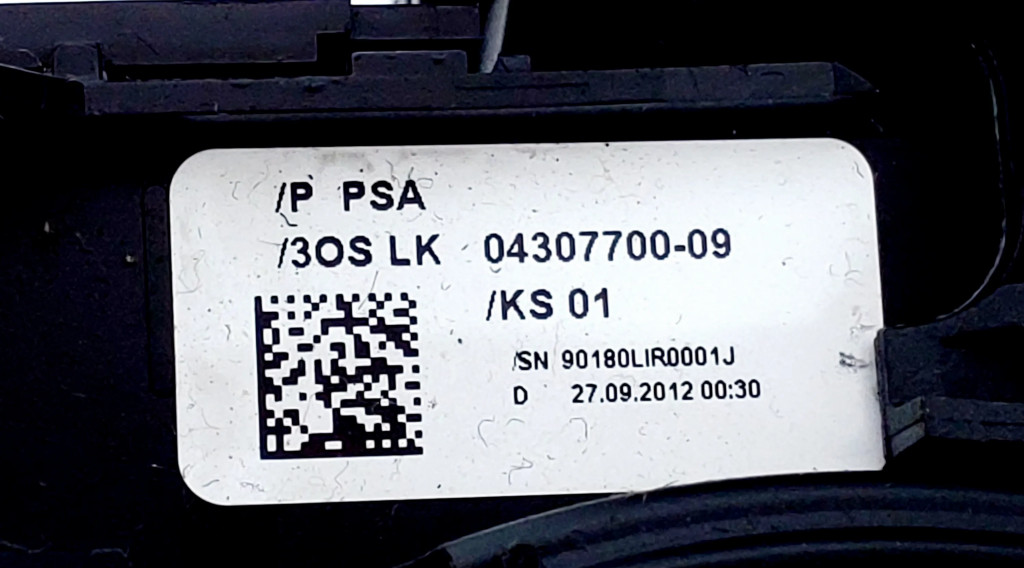 /P PSA
/3OS LK 04307700-09
/KS 01
/SN 90180LIR0001J
D 27.09.2012 00:30